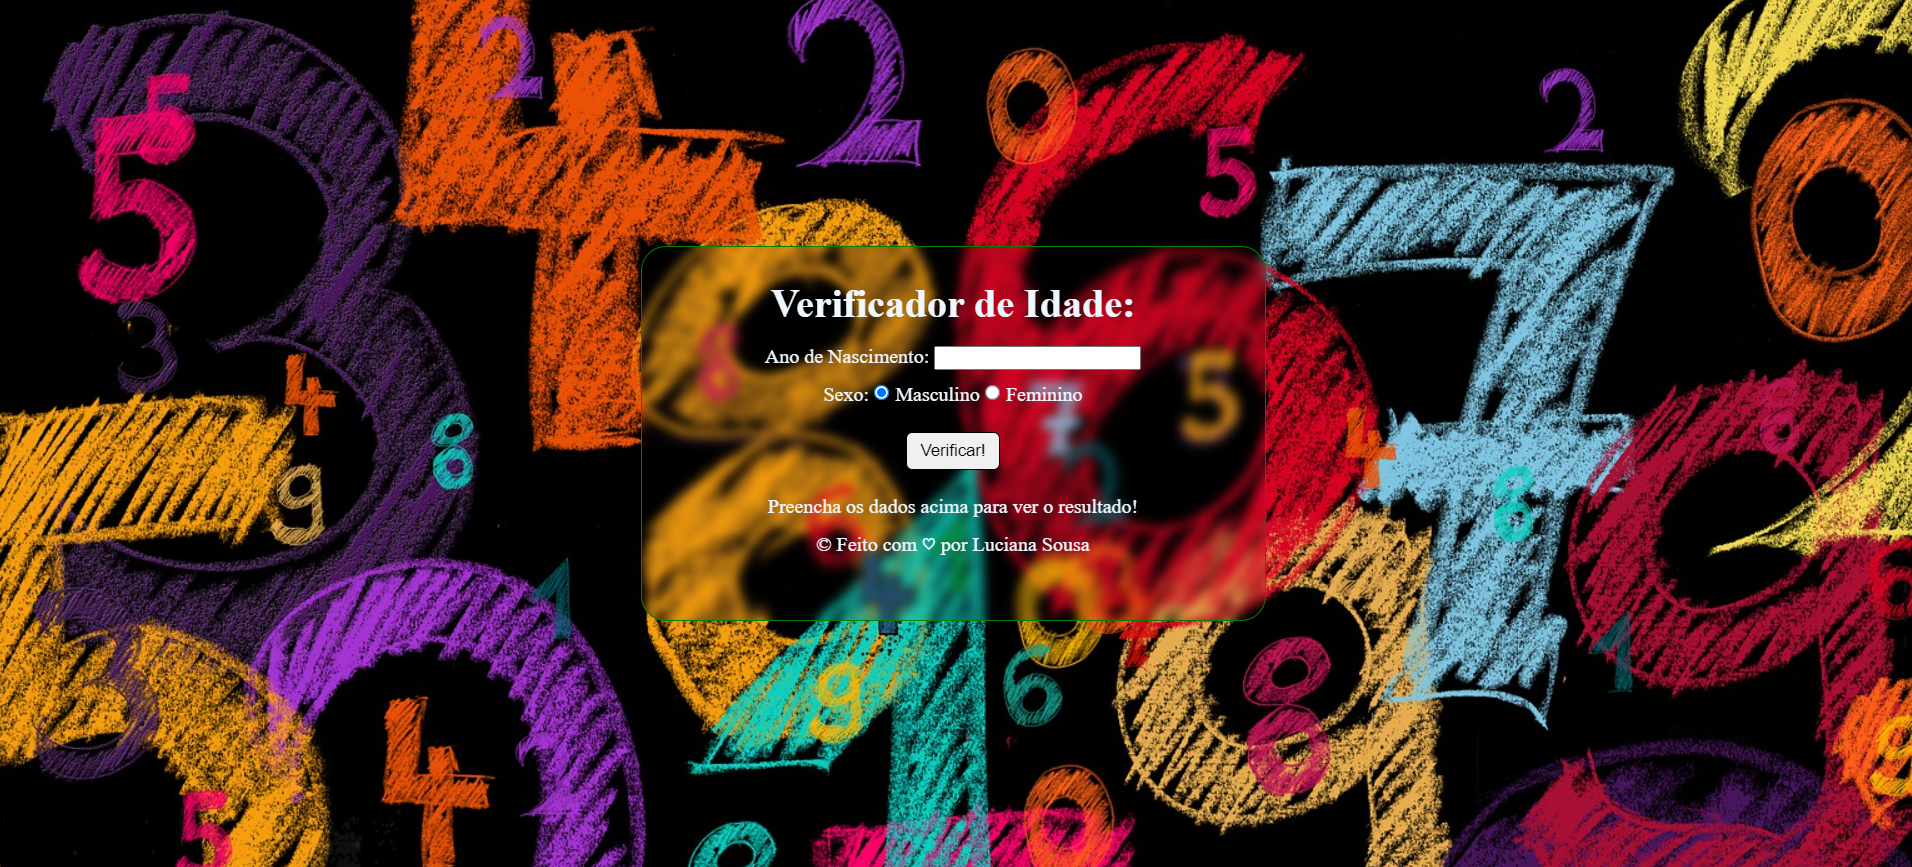 Verificador de Idade:
Ano de Nascimento:
Sexo: Masculino Feminino
Verificar!
Preencha os dados acima para ver o resultado!
© Feito com ♡ por Luciana Sousa